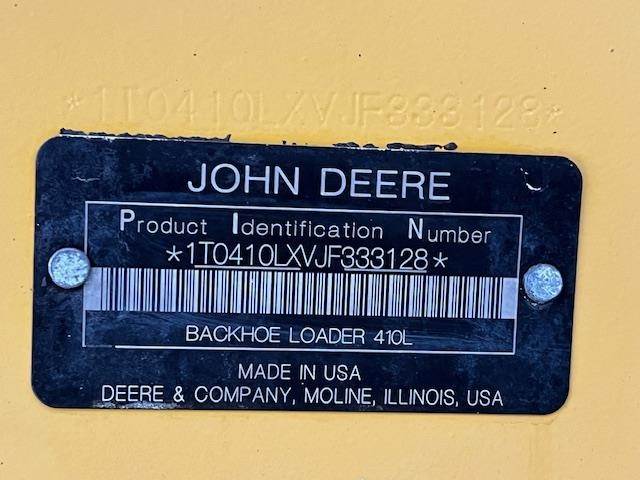 *1T0410LXVJF333128*
JOHN DEERE
Product Identification Number
*1T0410LXVJF333128*
BACKHOE LOADER 410L
MADE IN USA
DEERE & COMPANY, MOLINE, ILLINOIS, USA